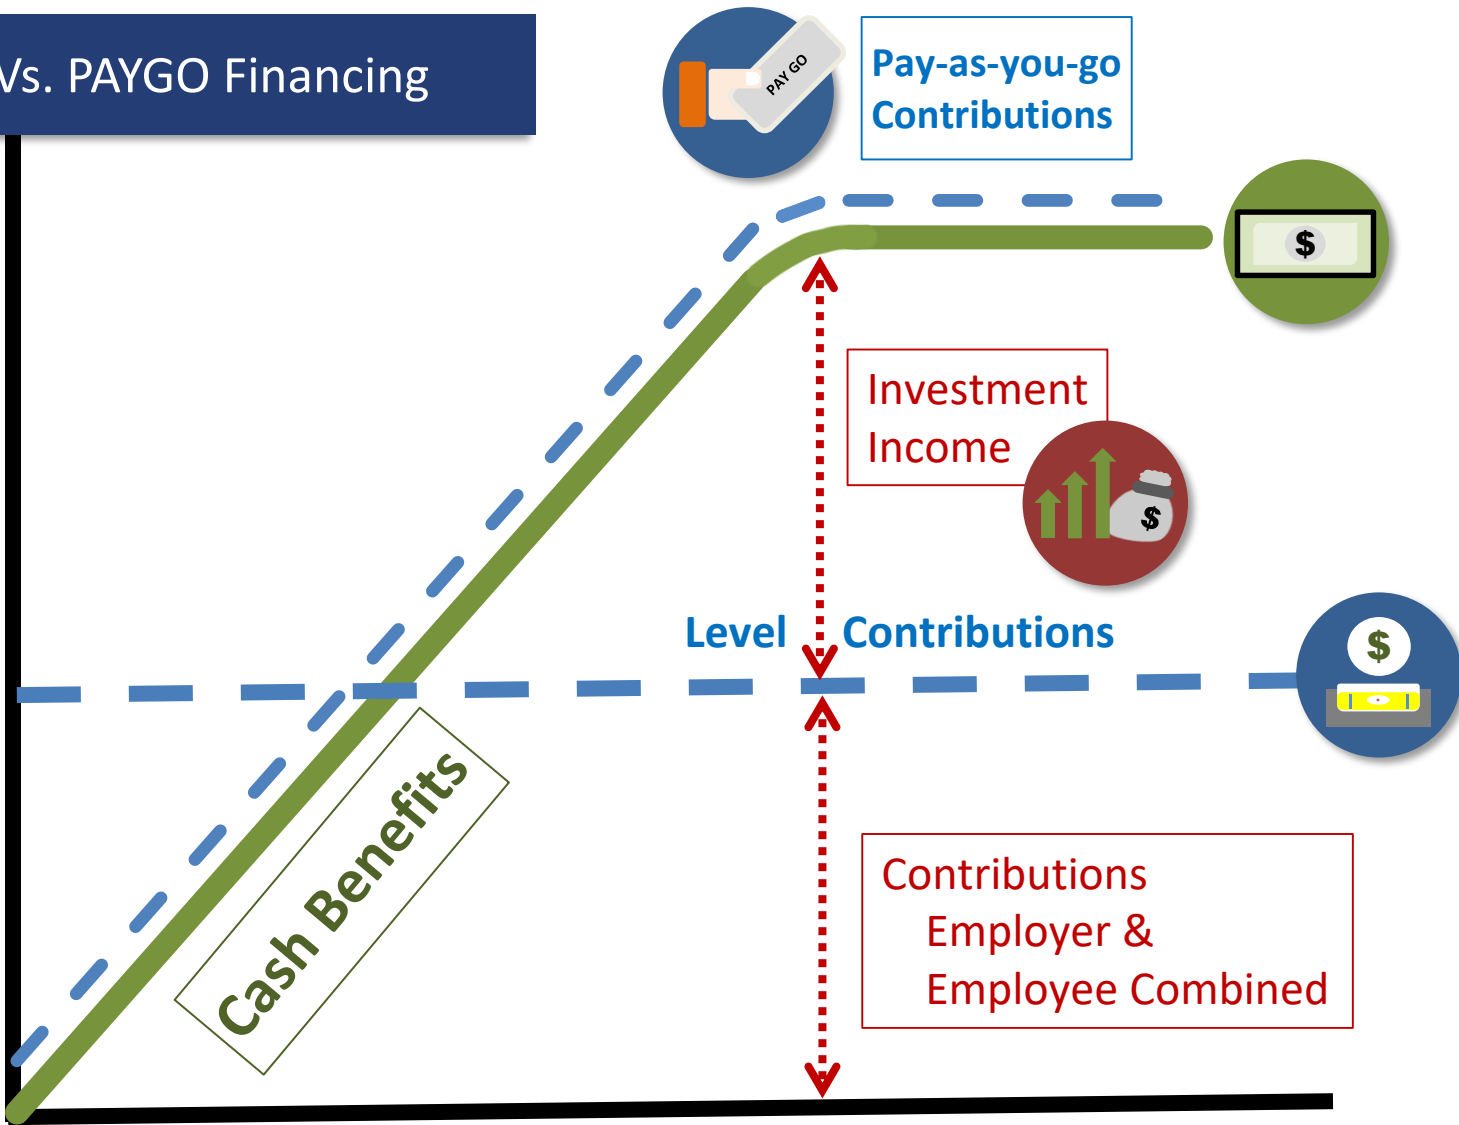 Vs. PAYGO Financing
PAY GO
Pay-as-you-go
Contributions
$
Investment
Income
$
Level Contributions
$
Cash Benefits
Contributions
Employer &
Employee Combined